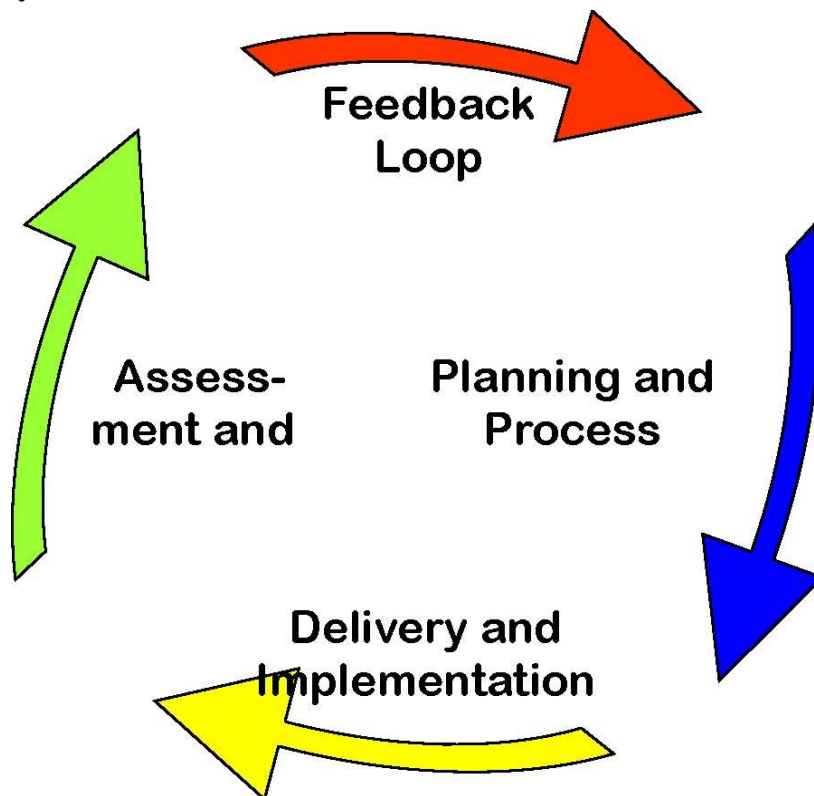 Feedback
Loop
Assess-
ment and
Planning and
Process
Delivery and
Implementation